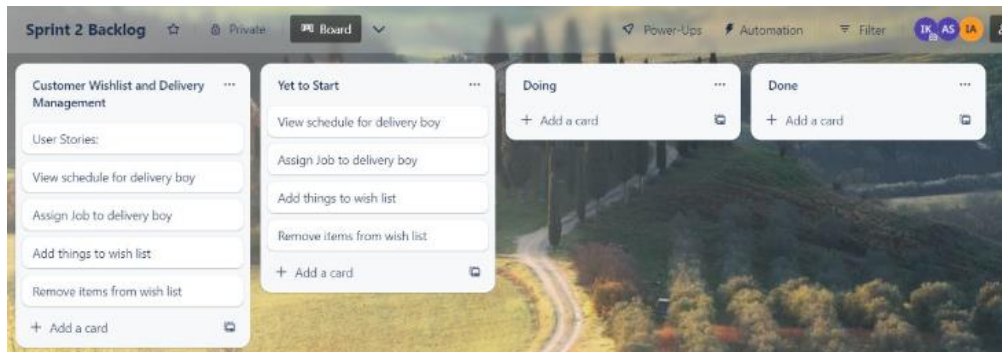 Sprint 2 Backlog Private Board Power-Ups Automation Filter IK AS IA
Customer Wishlist and Delivery
Management
User Stories:
View schedule for delivery boy
Assign Job to delivery boy
Add things to wish list
Remove items from wish list
+ Add a card
Yet to Start
View schedule for delivery boy
Assign Job to delivery boy
Add things to wish list
Remove items from wish list
+ Add a card
Doing
+ Add a card
Done
+ Add a card